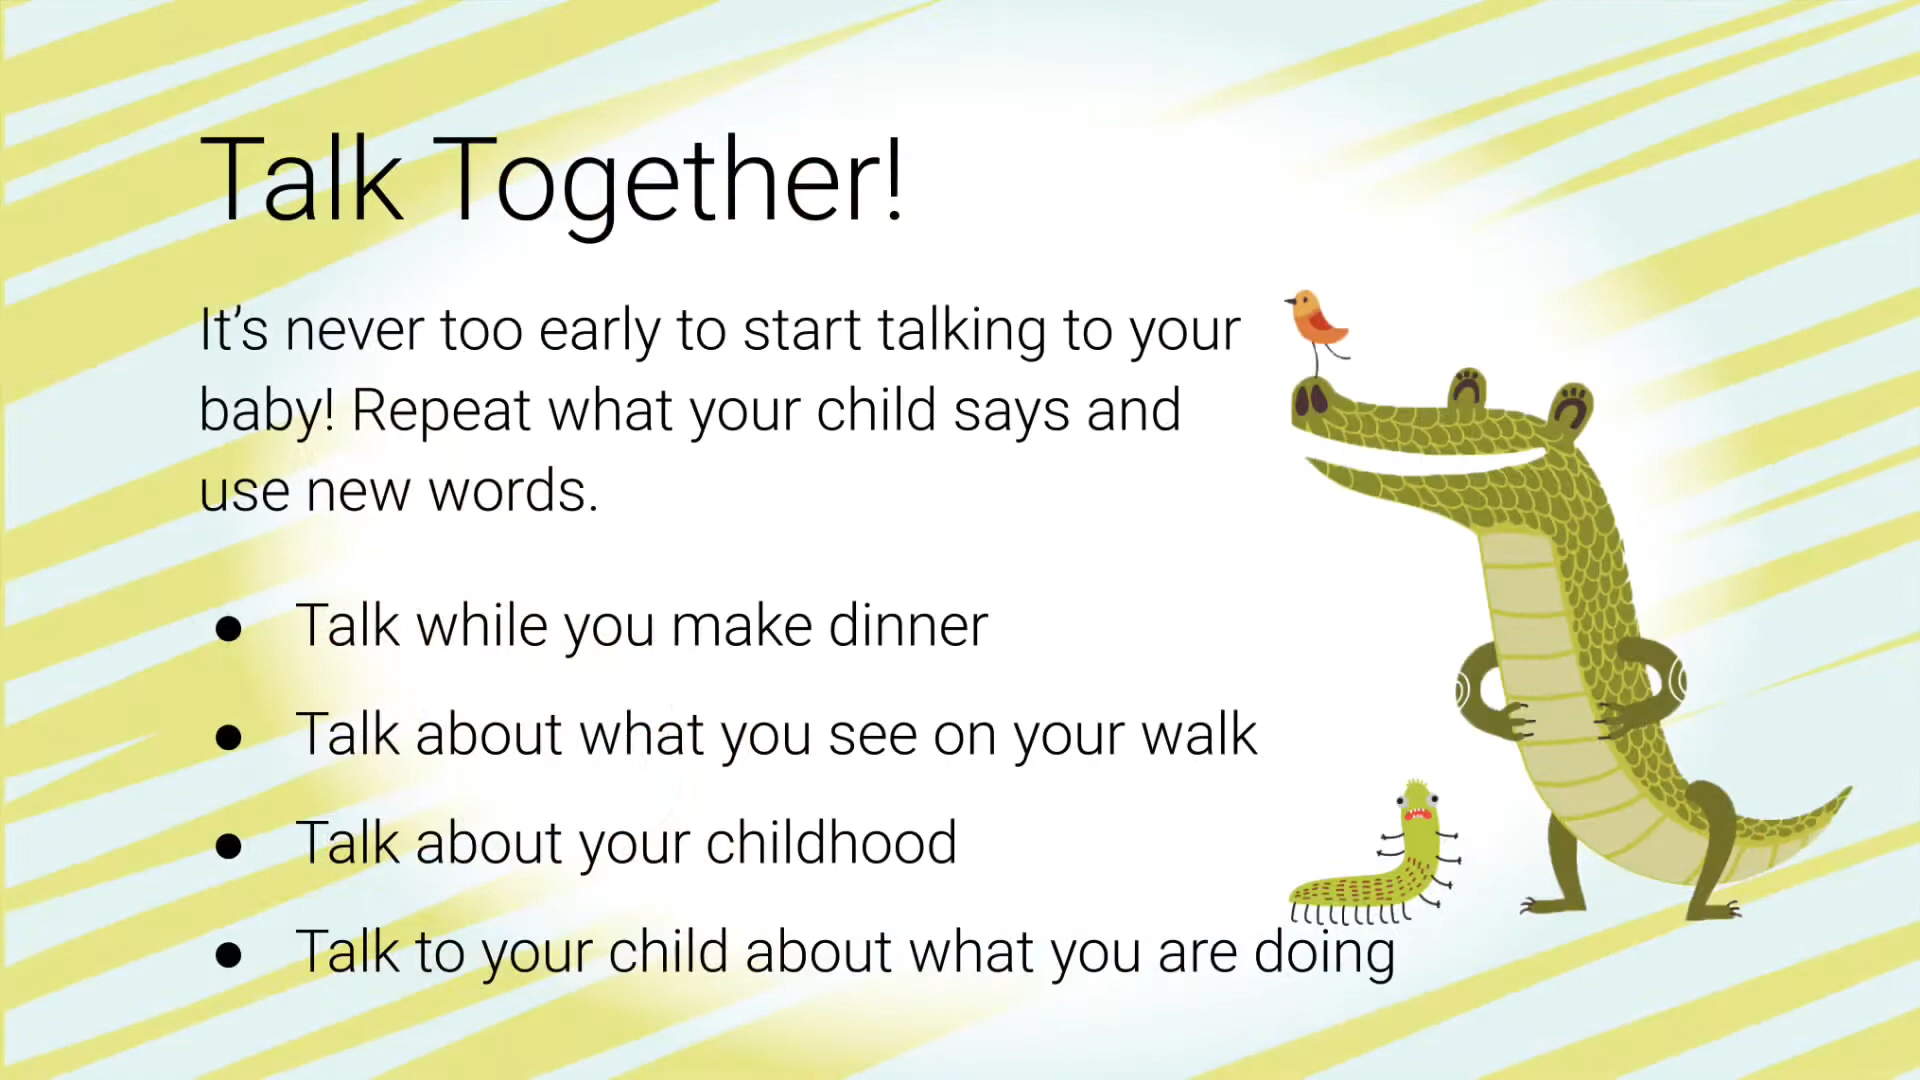 Talk Together!
It’s never too early to start talking to your
baby! Repeat what your child says and
use new words.
● Talk while you make dinner
● Talk about what you see on your walk
● Talk about your childhood
● Talk to your child about what you are doing